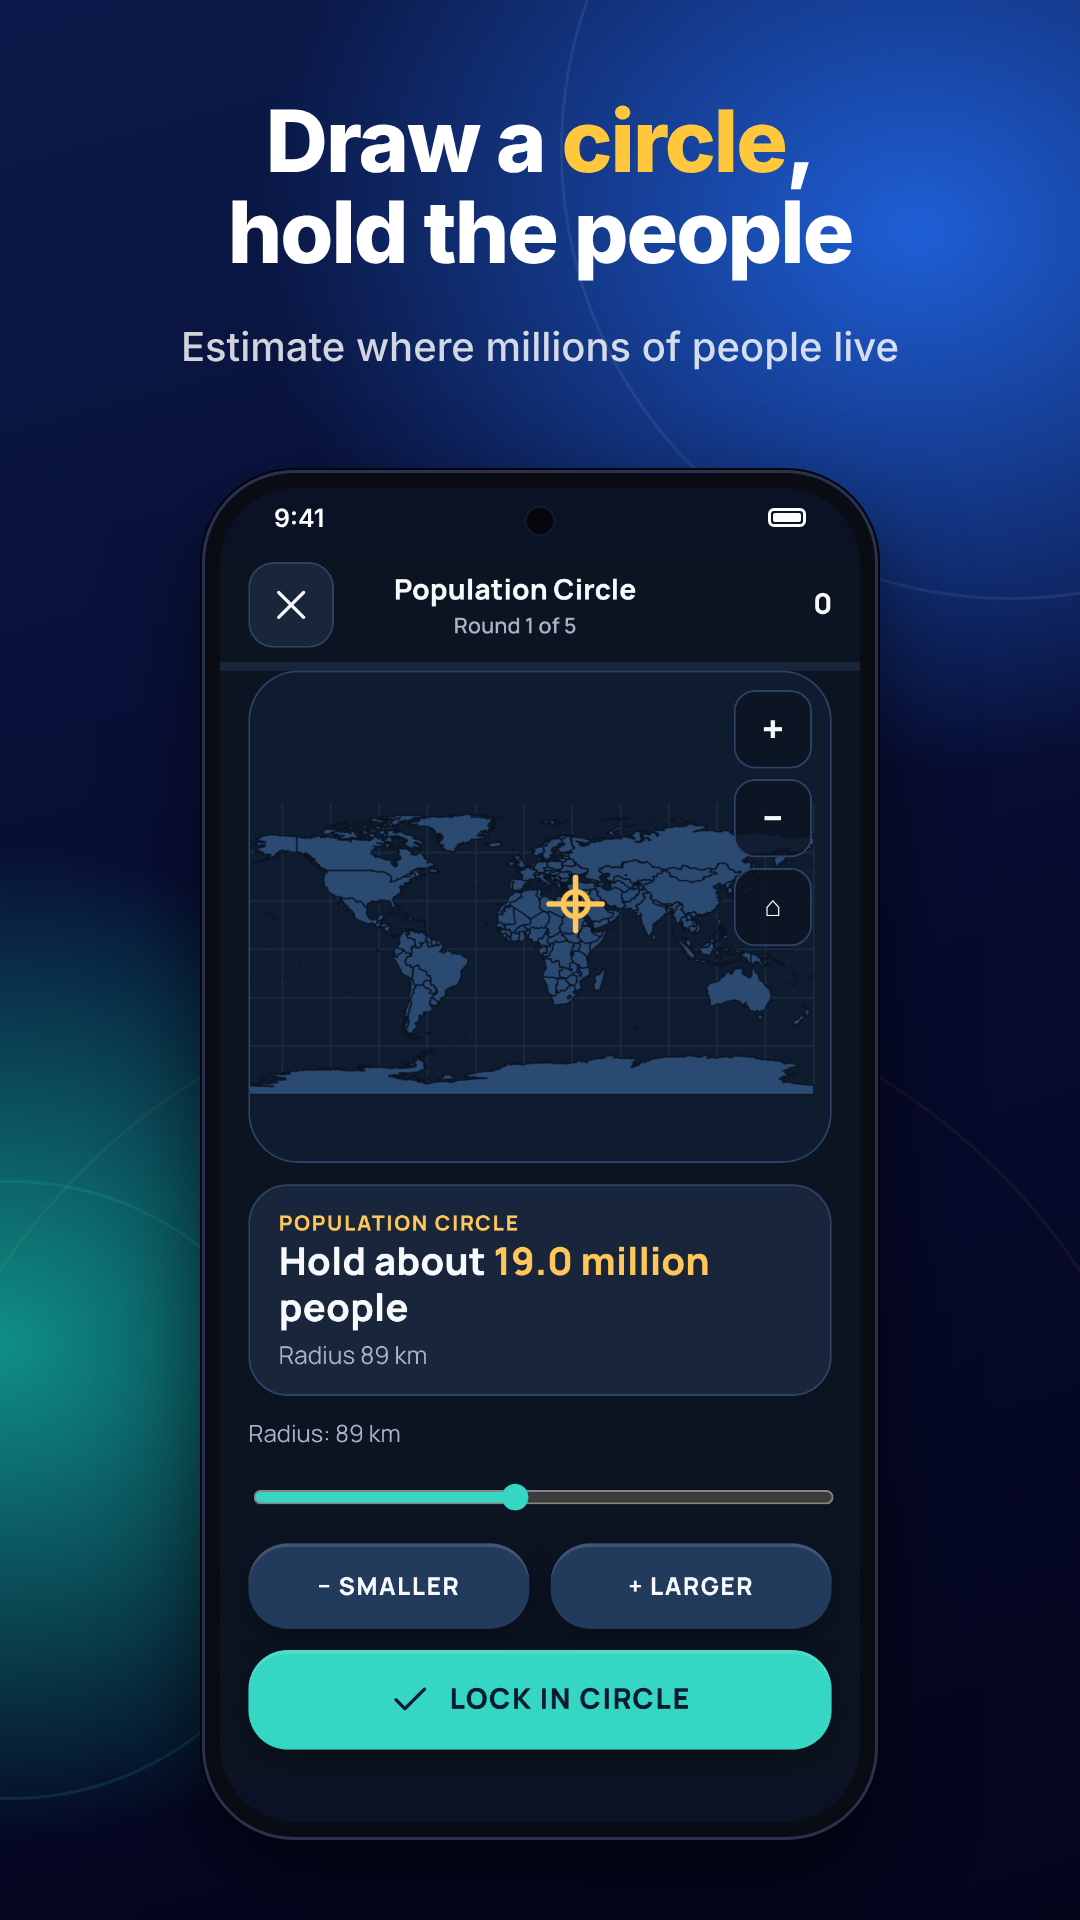 Draw a circle,
hold the people
Estimate where millions of people live
9:41
Population Circle
Round 1 of 5
0
+
−
⌂
POPULATION CIRCLE
Hold about 19.0 million
people
Radius 89 km
Radius: 89 km
− SMALLER
+ LARGER
LOCK IN CIRCLE